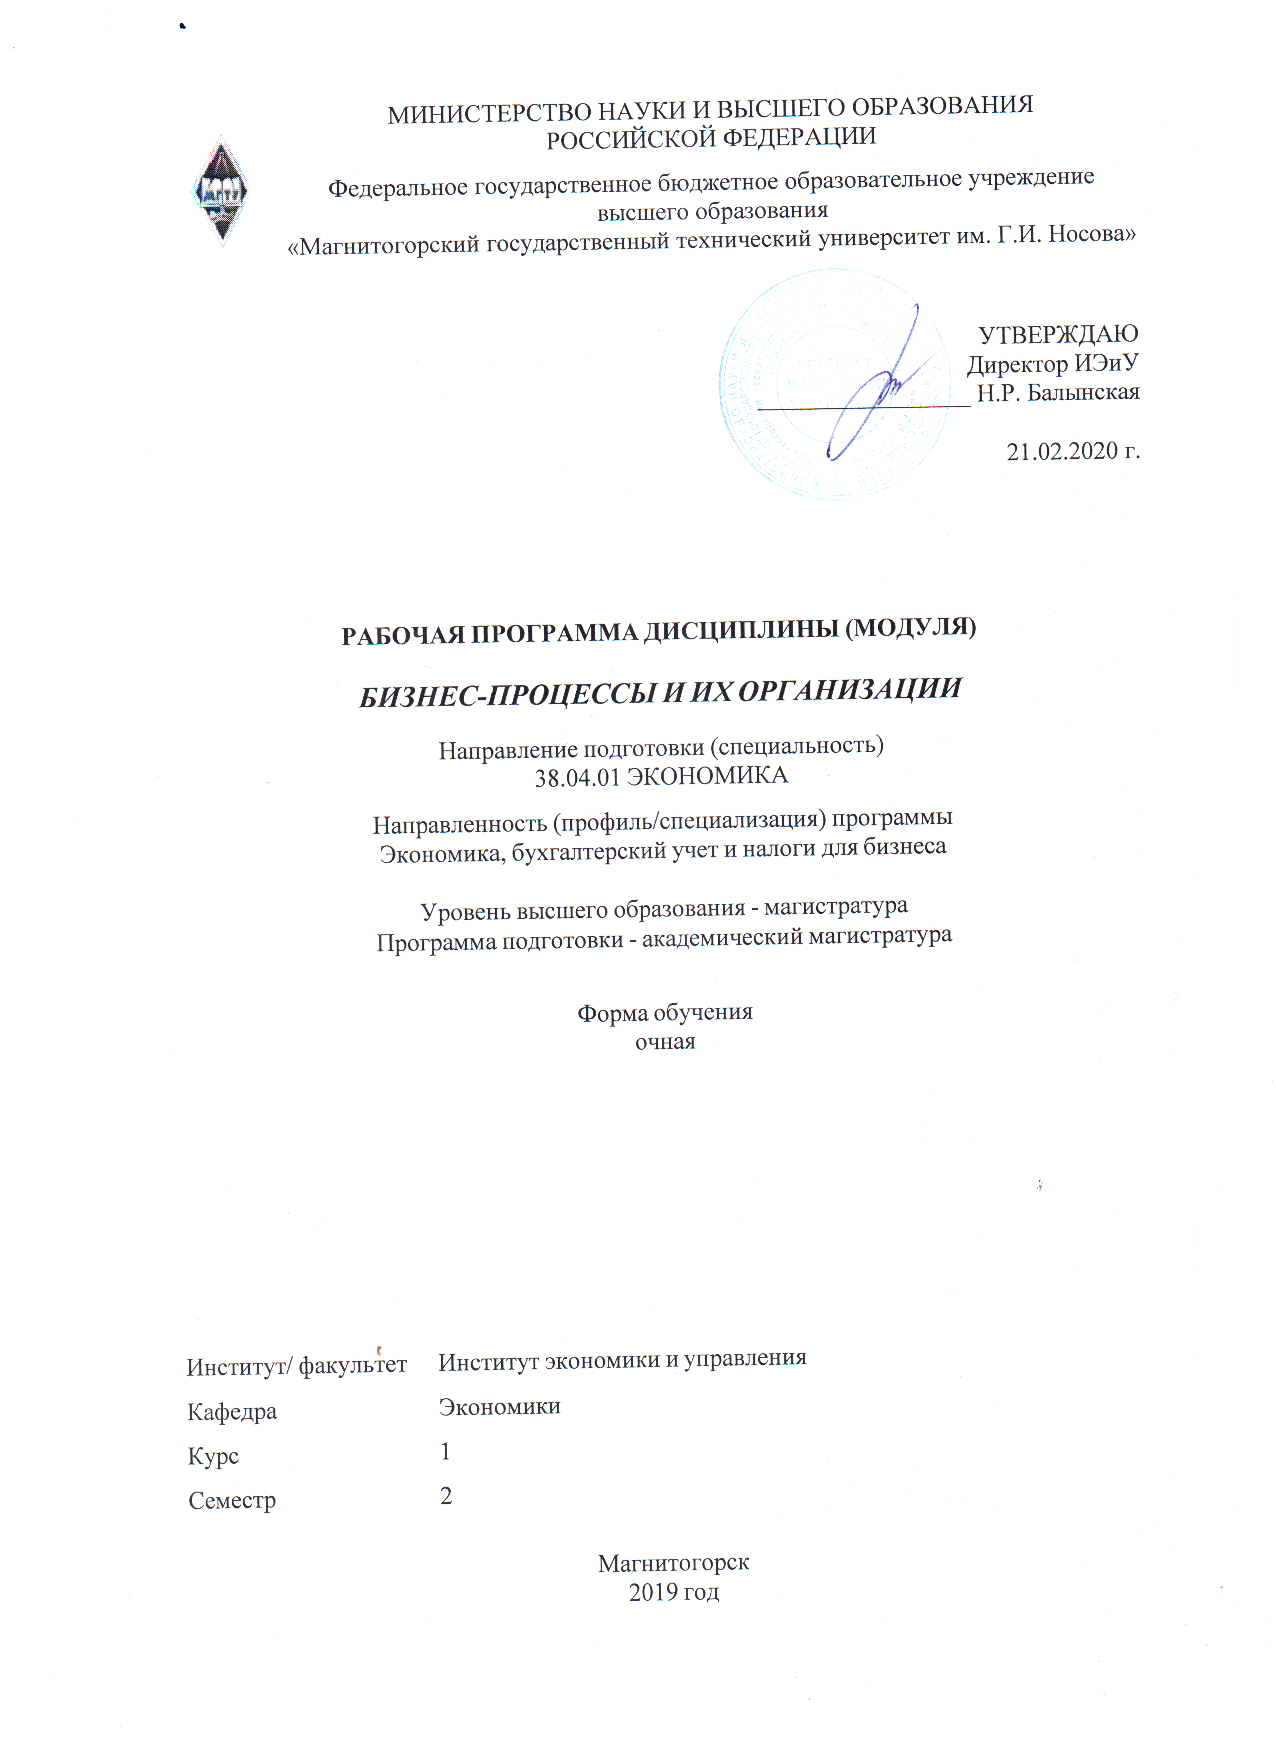 МИНИСТЕРСТВО НАУКИ И ВЫСШЕГО ОБРАЗОВАНИЯ
РОССИЙСКОЙ ФЕДЕРАЦИИ
Федеральное государственное бюджетное образовательное учреждение
высшего образования
«Магнитогорский государственный технический университет им. Г.И. Носова»
УТВЕРЖДАЮ
Директор ИЭиУ
Н.Р. Балынская
21.02.2020 г.
РАБОЧАЯ ПРОГРАММА ДИСЦИПЛИНЫ (МОДУЛЯ)
БИЗНЕС-ПРОЦЕССЫ И ИХ ОРГАНИЗАЦИИ
Направление подготовки (специальность)
38.04.01 ЭКОНОМИКА
Направленность (профиль/специализация) программы
Экономика, бухгалтерский учет и налоги для бизнеса
Уровень высшего образования - магистратура
Программа подготовки - академический магистратура
Форма обучения
очная
Институт/ факультет Институт экономики и управления
Кафедра Экономики
Курс 1
Семестр 2
Магнитогорск
2019 год